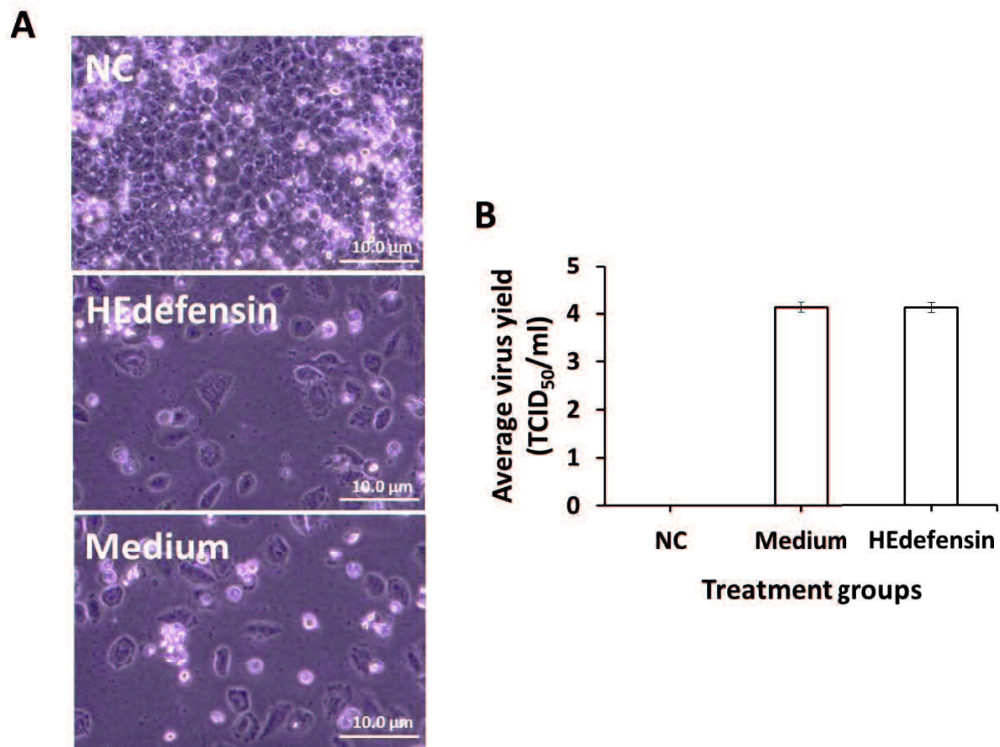 A
NC
10.0 µm
HEdefensin
10.0 µm
Medium
10.0 µm
B
Average virus yield
(TCID₅₀/ml)
5
4
3
2
1
0
NC Medium HEdefensin
Treatment groups